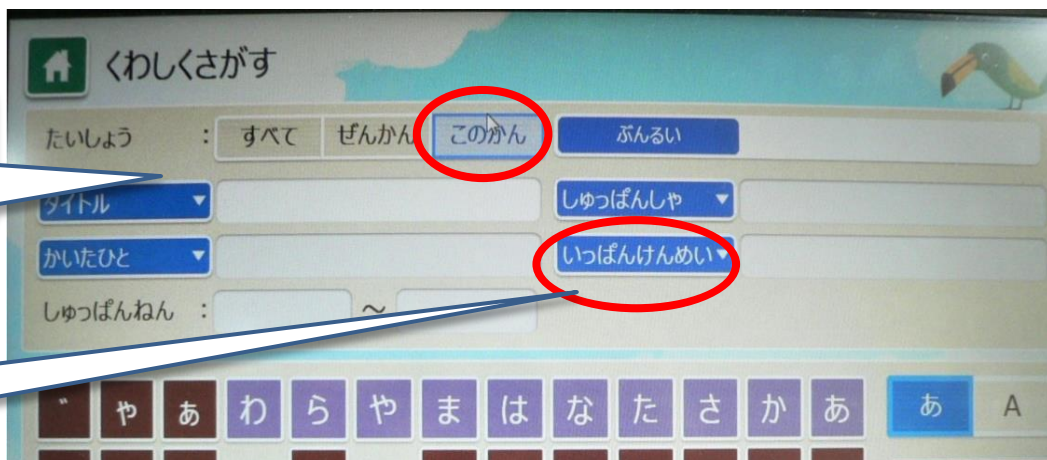 くわしくさがす
たいしょう : すべて ぜんかん このかん ぶんるい
タイトル しゅっぱんしゃ
かいたひと いっぱんけんめい
しゅっぱんねん : ～
゛ ゃ ぁ わ ら や ま は な た さ か あ あ A